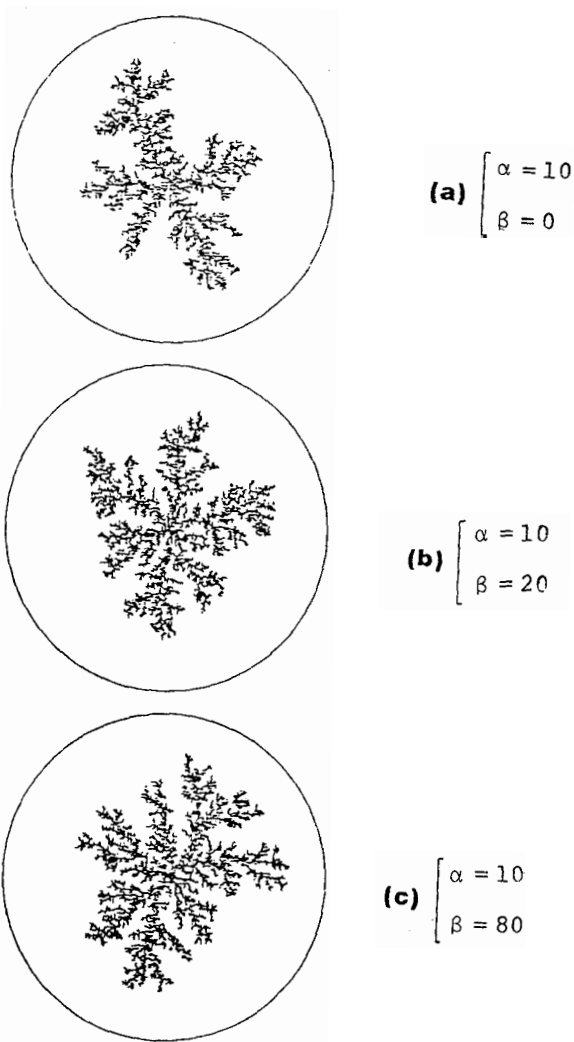 (a) α = 10
β = 0
(b) α = 10
β = 20
(c) α = 10
β = 80